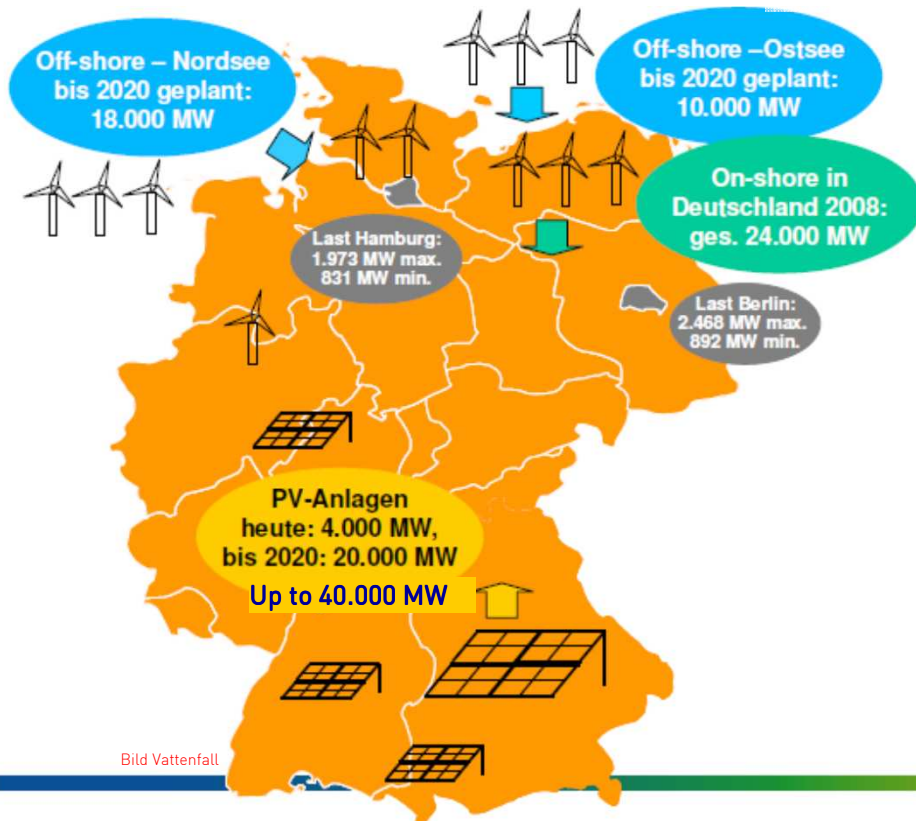 Off-shore – Nordsee
bis 2020 geplant:
18.000 MW
Off-shore –Ostsee
bis 2020 geplant:
10.000 MW
On-shore in
Deutschland 2008:
ges. 24.000 MW
Last Hamburg:
1.973 MW max.
831 MW min.
Last Berlin:
2.468 MW max.
892 MW min.
PV-Anlagen
heute: 4.000 MW,
bis 2020: 20.000 MW
Up to 40.000 MW
Bild Vattenfall